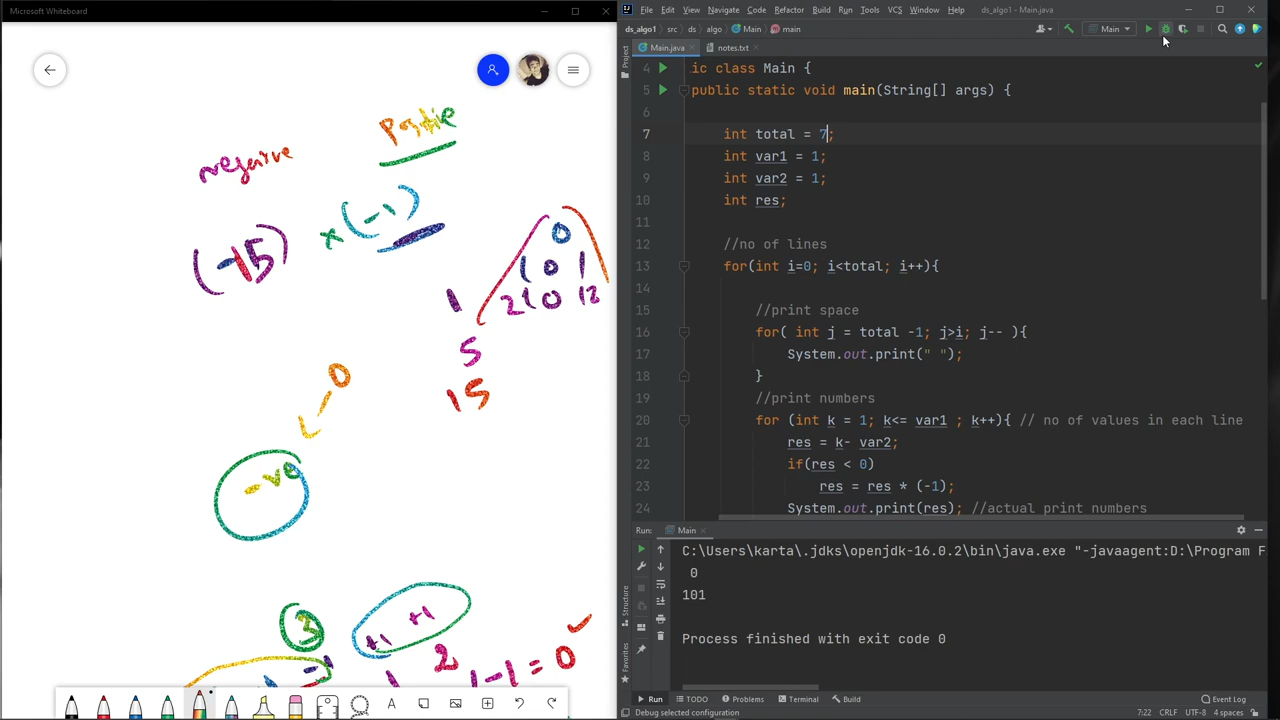 Microsoft Whiteboard
negative
Positive
(-15) × (-1)
0
1 0 1
2 1 0 1 2
1
5
15
0
-ve
3
+1 +1
2
1-1=0
File Edit View Navigate Code Refactor Build Run Tools VCS Window Help ds_algo1 - Main.java
ds_algo1 src ds algo Main main
Main
Main.java notes.txt
Project
4 ic class Main {
5 public static void main(String[] args) {
6
7 int total = 7;
8 int var1 = 1;
9 int var2 = 1;
10 int res;
11
12 //no of lines
13 for(int i=0; i<total; i++){
14
15 //print space
16 for( int j = total -1; j>i; j-- ){
17 System.out.print(" ");
18 }
19 //print numbers
20 for (int k = 1; k<= var1 ; k++){ // no of values in each line
21 res = k- var2;
22 if(res < 0)
23 res = res * (-1);
24 System.out.print(res); //actual print numbers
Run: Main
C:\Users\karta\.jdks\openjdk-16.0.2\bin\java.exe "-javaagent:D:\Program F
0
101
Process finished with exit code 0
Structure
Favorites
Run TODO Problems Terminal Build Event Log
Debug selected configuration 7:22 CRLF UTF-8 4 spaces